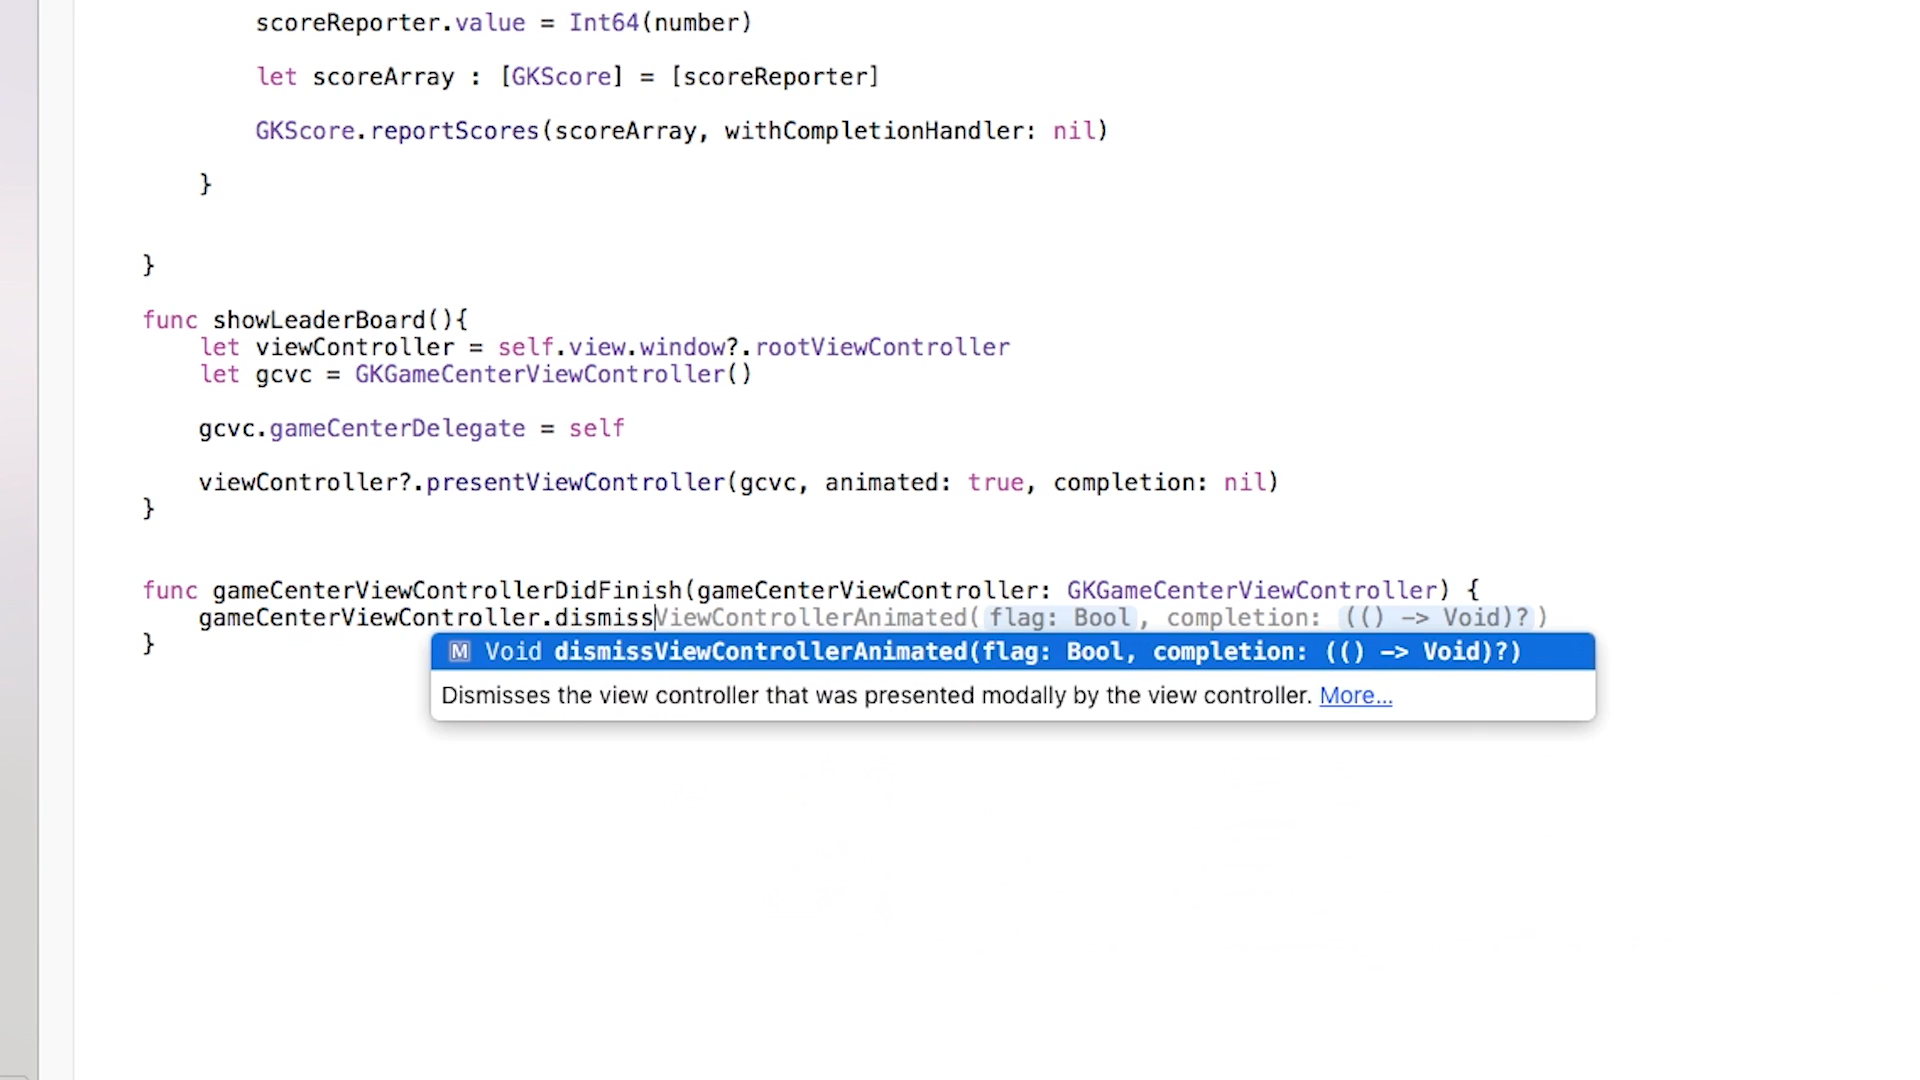 scoreReporter.value = Int64(number)
let scoreArray : [GKScore] = [scoreReporter]
GKScore.reportScores(scoreArray, withCompletionHandler: nil)
}
}
func showLeaderBoard(){
let viewController = self.view.window?.rootViewController
let gcvc = GKGameCenterViewController()
gcvc.gameCenterDelegate = self
viewController?.presentViewController(gcvc, animated: true, completion: nil)
}
func gameCenterViewControllerDidFinish(gameCenterViewController: GKGameCenterViewController) {
gameCenterViewController.dismissViewControllerAnimated(flag: Bool, completion: (() -> Void)?)
}
M Void dismissViewControllerAnimated(flag: Bool, completion: (() -> Void)?)
Dismisses the view controller that was presented modally by the view controller. More...